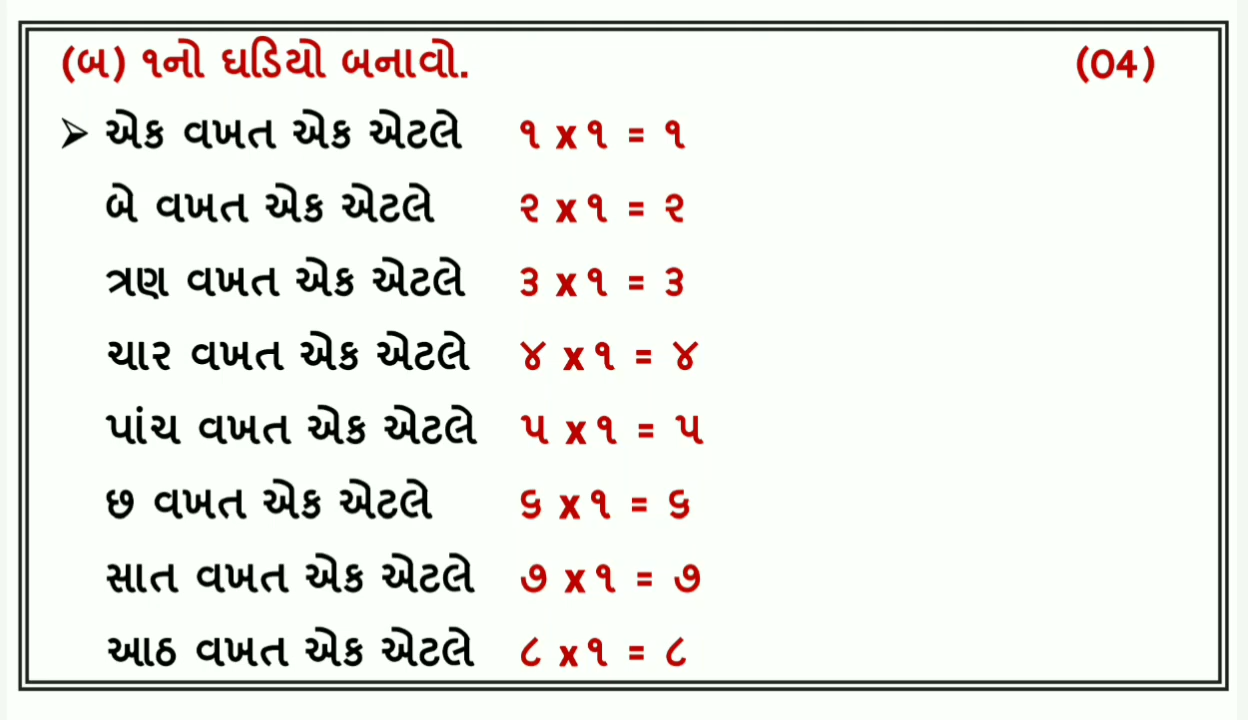 (બ) ૧નો ઘડિયો બનાવો. (04)
➢ એક વખત એક એટલે ૧ x ૧ = ૧
બે વખત એક એટલે ૨ x ૧ = ૨
ત્રણ વખત એક એટલે ૩ x ૧ = ૩
ચાર વખત એક એટલે ૪ x ૧ = ૪
પાંચ વખત એક એટલે ૫ x ૧ = ૫
છ વખત એક એટલે ૬ x ૧ = ૬
સાત વખત એક એટલે ૭ x ૧ = ૭
આઠ વખત એક એટલે ૮ x ૧ = ૮